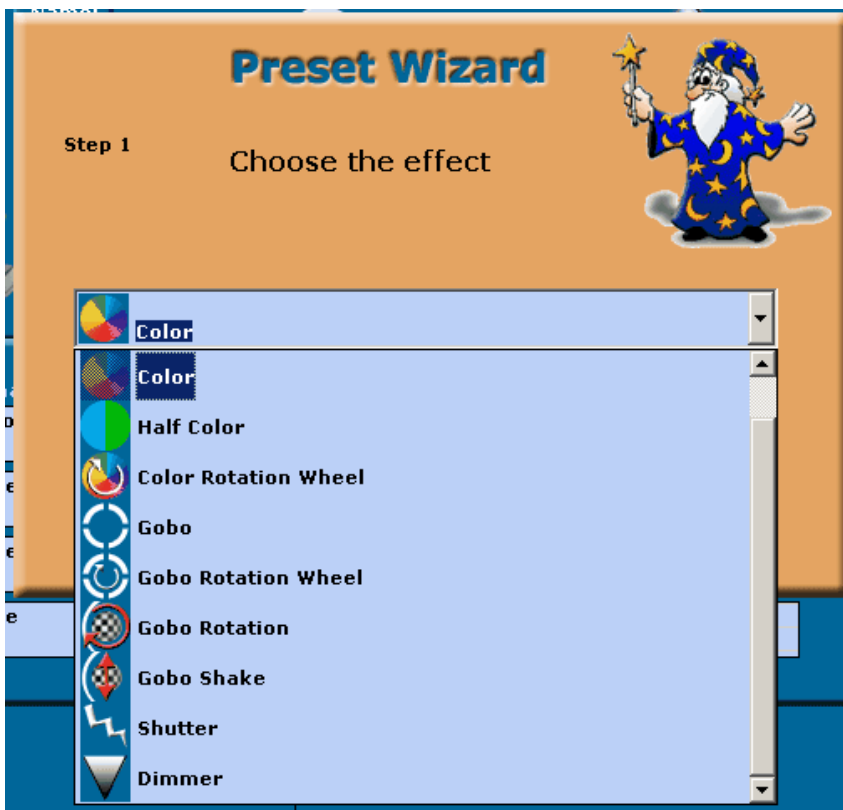 Name:
Preset Wizard
Step 1
Choose the effect
Color
Color
Half Color
Color Rotation Wheel
Gobo
Gobo Rotation Wheel
Gobo Rotation
Gobo Shake
Shutter
Dimmer